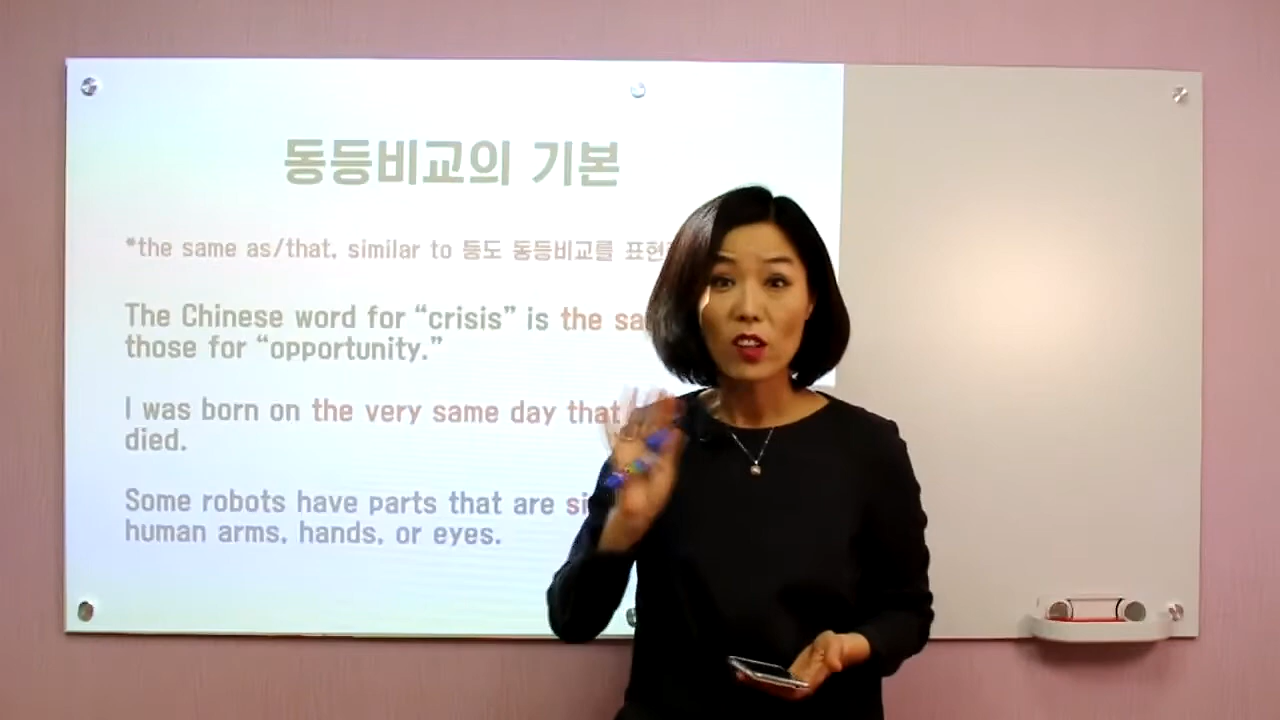 동등비교의 기본
*the same as/that, similar to 등도 동등비교를 표현
The Chinese word for “crisis” is the
those for “opportunity.”
I was born on the very same day that
died.
Some robots have parts that are
human arms, hands, or eyes.